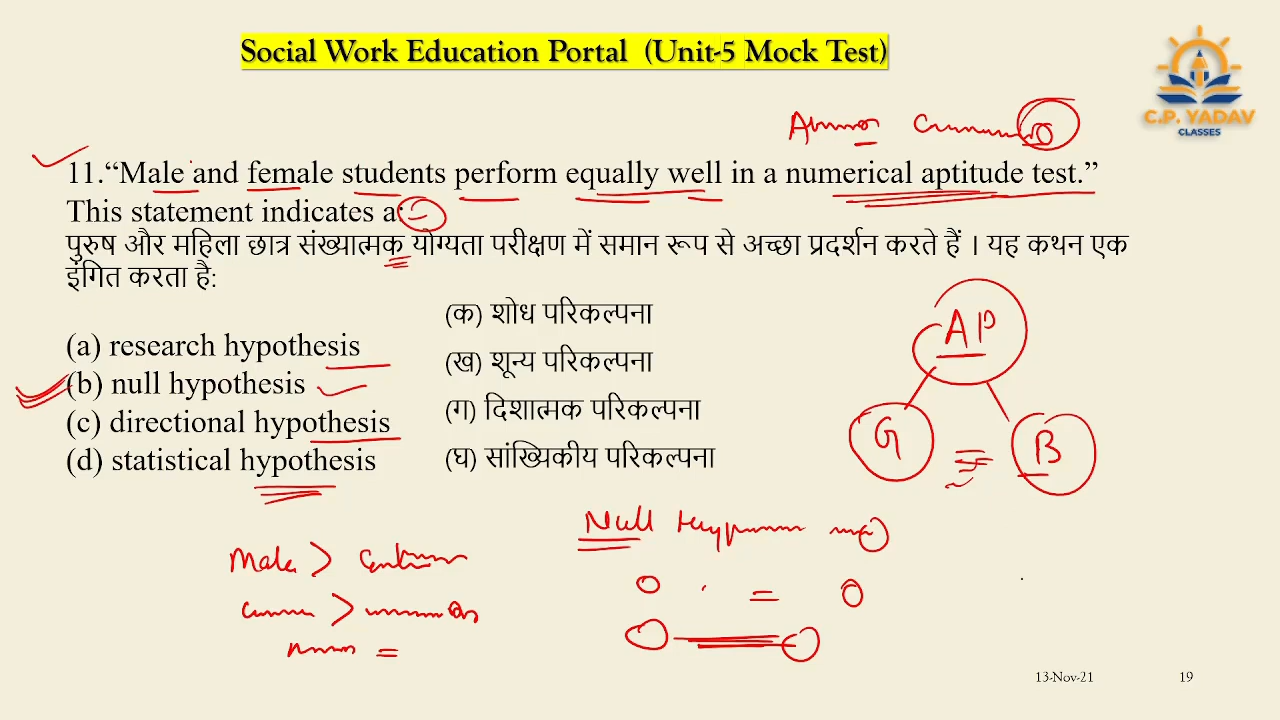 Social Work Education Portal (Unit-5 Mock Test)
C.P. YADAV
CLASSES
11.“Male and female students perform equally well in a numerical aptitude test.”
This statement indicates a:
पुरुष और महिला छात्र संख्यात्मक योग्यता परीक्षण में समान रूप से अच्छा प्रदर्शन करते हैं । यह कथन एक
इंगित करता है:
(a) research hypothesis
(b) null hypothesis
(c) directional hypothesis
(d) statistical hypothesis
(क) शोध परिकल्पना
(ख) शून्य परिकल्पना
(ग) दिशात्मक परिकल्पना
(घ) सांख्यिकीय परिकल्पना
AP
G = B
Null
Male >
>
=
0 = 0
13-Nov-21
19